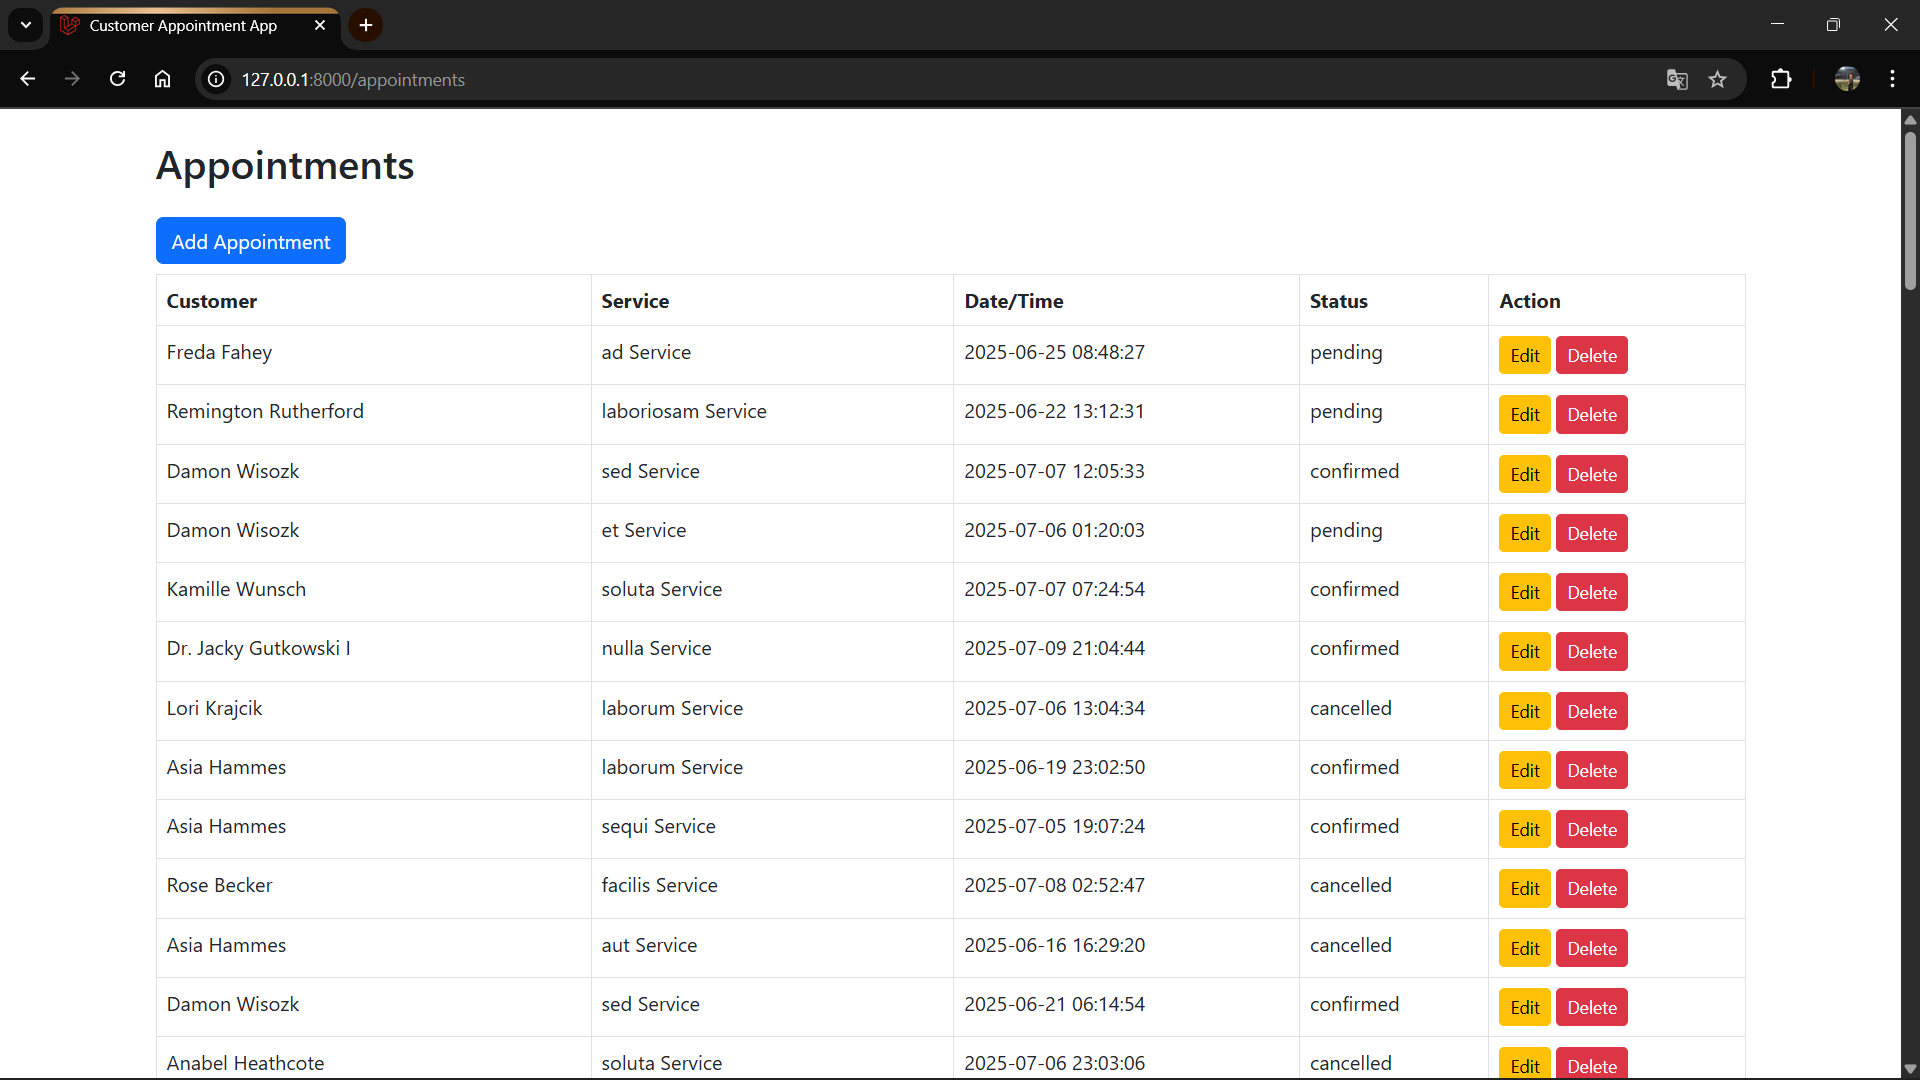 Customer Appointment App
127.0.0.1:8000/appointments
Appointments
Add Appointment
Customer Service Date/Time Status Action
Freda Fahey ad Service 2025-06-25 08:48:27 pending Edit Delete
Remington Rutherford laboriosam Service 2025-06-22 13:12:31 pending Edit Delete
Damon Wisozk sed Service 2025-07-07 12:05:33 confirmed Edit Delete
Damon Wisozk et Service 2025-07-06 01:20:03 pending Edit Delete
Kamille Wunsch soluta Service 2025-07-07 07:24:54 confirmed Edit Delete
Dr. Jacky Gutkowski I nulla Service 2025-07-09 21:04:44 confirmed Edit Delete
Lori Krajcik laborum Service 2025-07-06 13:04:34 cancelled Edit Delete
Asia Hammes laborum Service 2025-06-19 23:02:50 confirmed Edit Delete
Asia Hammes sequi Service 2025-07-05 19:07:24 confirmed Edit Delete
Rose Becker facilis Service 2025-07-08 02:52:47 cancelled Edit Delete
Asia Hammes aut Service 2025-06-16 16:29:20 cancelled Edit Delete
Damon Wisozk sed Service 2025-06-21 06:14:54 confirmed Edit Delete
Anabel Heathcote soluta Service 2025-07-06 23:03:06 cancelled Edit Delete